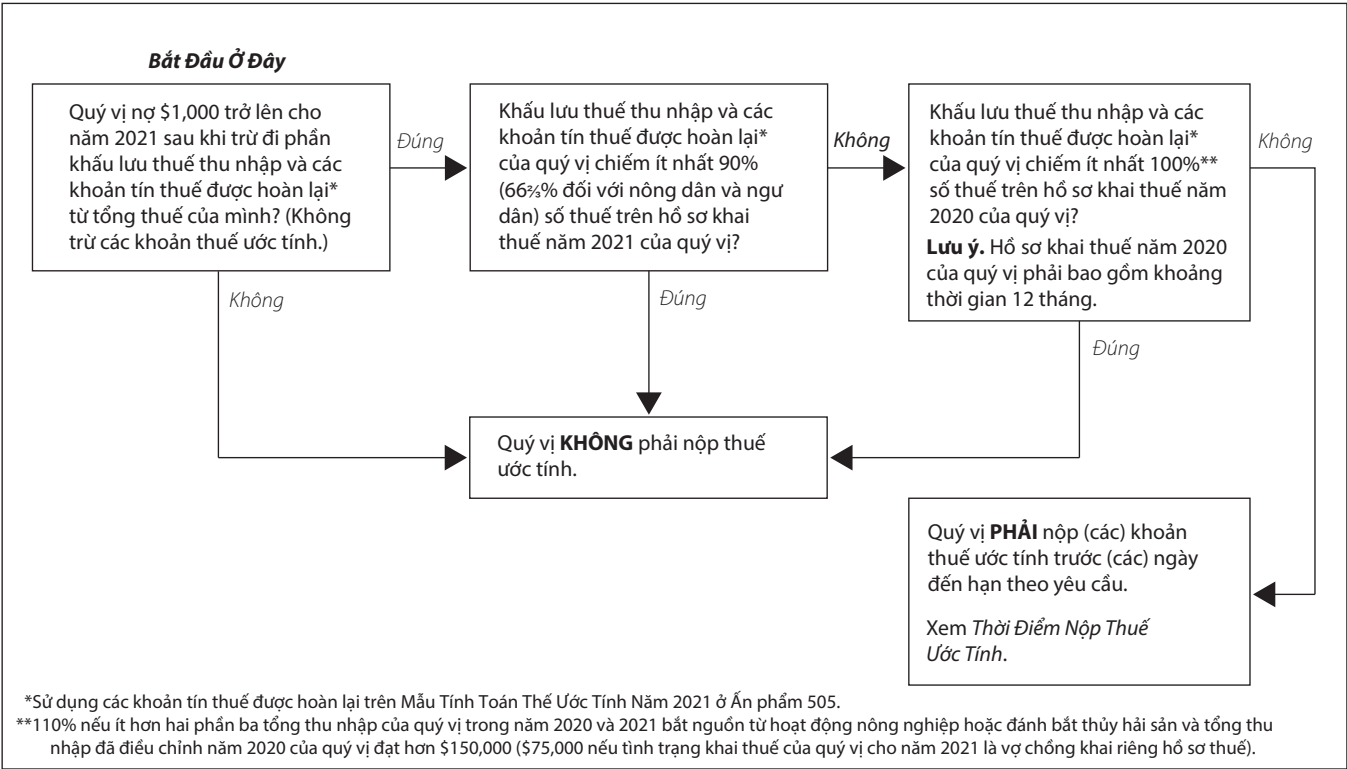 Bắt Đầu Ở Đây
Quý vị nợ $1,000 trở lên cho
năm 2021 sau khi trừ đi phần
khấu lưu thuế thu nhập và các
khoản tín thuế được hoàn lại*
từ tổng thuế của mình? (Không
trừ các khoản thuế ước tính.)
Đúng
Không
Khấu lưu thuế thu nhập và các
khoản tín thuế được hoàn lại*
của quý vị chiếm ít nhất 90%
(66⅔% đối với nông dân và ngư
dân) số thuế trên hồ sơ khai
thuế năm 2021 của quý vị?
Không
Đúng
Khấu lưu thuế thu nhập và các
khoản tín thuế được hoàn lại*
của quý vị chiếm ít nhất 100%**
số thuế trên hồ sơ khai thuế năm
2020 của quý vị?
Lưu ý. Hồ sơ khai thuế năm 2020
của quý vị phải bao gồm khoảng
thời gian 12 tháng.
Không
Đúng
Quý vị KHÔNG phải nộp thuế
ước tính.
Quý vị PHẢI nộp (các) khoản
thuế ước tính trước (các) ngày
đến hạn theo yêu cầu.
Xem Thời Điểm Nộp Thuế
Ước Tính.
*Sử dụng các khoản tín thuế được hoàn lại trên Mẫu Tính Toán Thế Ước Tính Năm 2021 ở Ấn phẩm 505.
**110% nếu ít hơn hai phần ba tổng thu nhập của quý vị trong năm 2020 và 2021 bắt nguồn từ hoạt động nông nghiệp hoặc đánh bắt thủy hải sản và tổng thu
nhập đã điều chỉnh năm 2020 của quý vị đạt hơn $150,000 ($75,000 nếu tình trạng khai thuế của quý vị cho năm 2021 là vợ chồng khai riêng hồ sơ thuế).